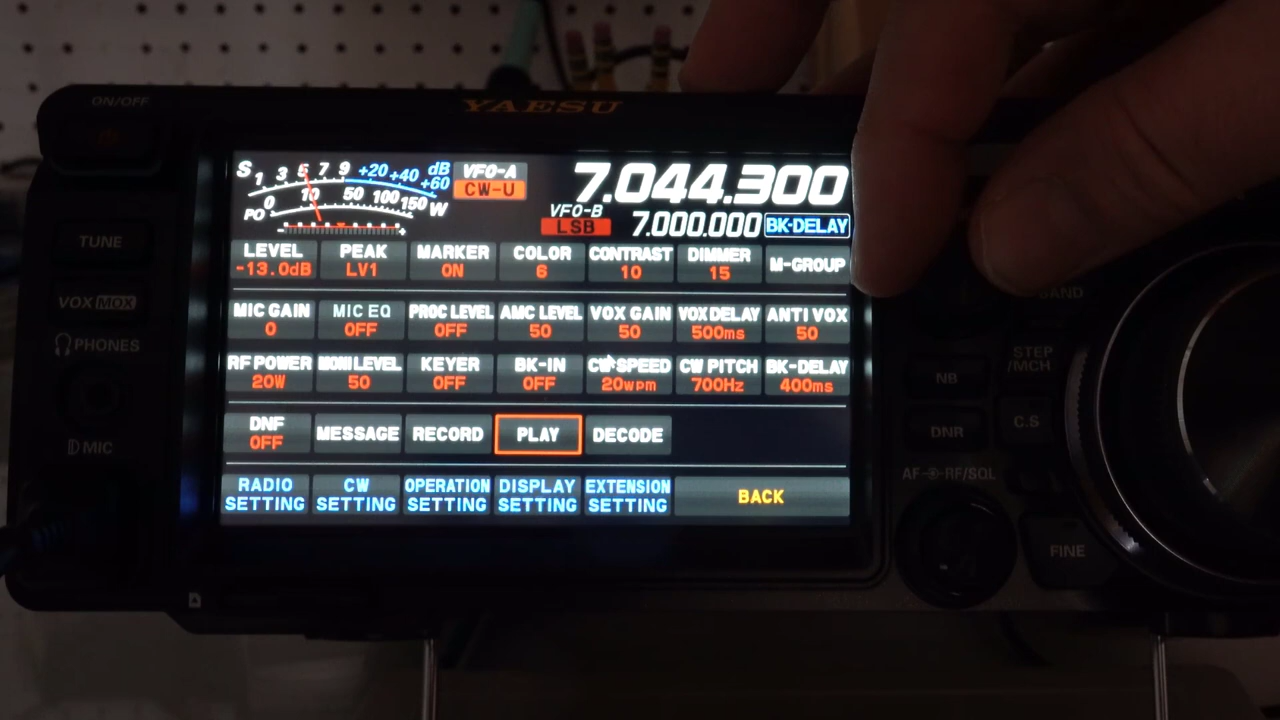 ON/OFF
YAESU
S 1 3 5 7 9 +20 +40 +60 dB
PO 0 10 50 100 150 W
VFO-A
CW-U
7.044.300
VFO-B
LSB
7.000.000
BK-DELAY
LEVEL PEAK MARKER COLOR CONTRAST DIMMER M-GROUP
-13.0dB LV1 ON 6 10 15
MIC GAIN MIC EQ PROC LEVEL AMC LEVEL VOX GAIN VOX DELAY ANTI VOX
0 OFF OFF 50 50 500ms 50
RF POWER MONI LEVEL KEYER BK-IN CW SPEED CW PITCH BK-DELAY
20W 50 OFF OFF 20wpm 700Hz 400ms
DNF MESSAGE RECORD PLAY DECODE
OFF
RADIO SETTING CW SETTING OPERATION SETTING DISPLAY SETTING EXTENSION SETTING BACK
TUNE
VOX MOX
PHONES
MIC
STEP
/MCH
NB
DNR
C.S
AF RF/SQL
FINE